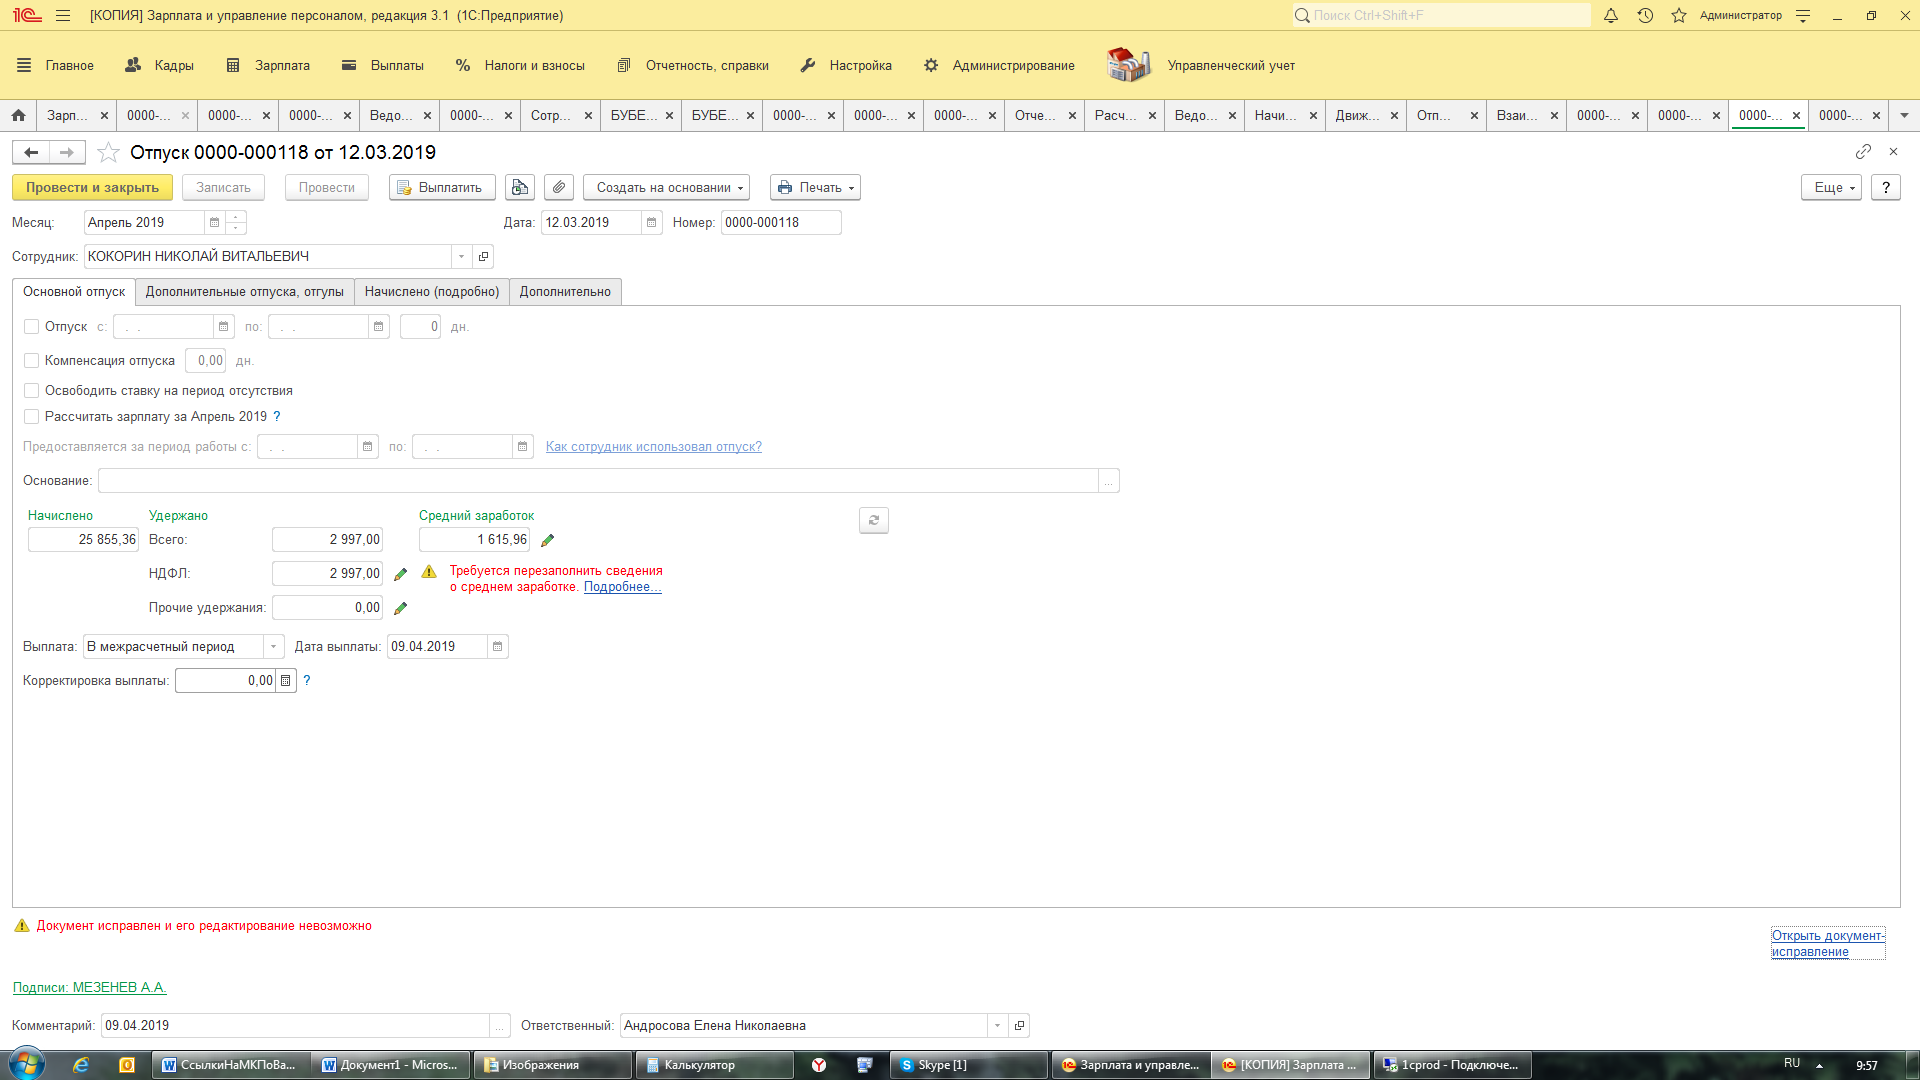 [КОПИЯ] Зарплата и управление персоналом, редакция 3.1 (1С:Предприятие)
Поиск Ctrl+Shift+F
Администратор
Главное Кадры Зарплата Выплаты Налоги и взносы Отчетность, справки Настройка Администрирование Управленческий учет
Зарп... 0000-... 0000-... 0000-... Ведо... 0000-... Сотр... БУБЕ... БУБЕ... 0000-... 0000-... 0000-... Отче... Расч... Ведо... Начи... Движ... Отп... Взаи... 0000-... 0000-... 0000-... 0000-...
Отпуск 0000-000118 от 12.03.2019
Провести и закрыть Записать Провести Выплатить Создать на основании Печать Еще ?
Месяц: Апрель 2019 Дата: 12.03.2019 Номер: 0000-000118
Сотрудник: КОКОРИН НИКОЛАЙ ВИТАЛЬЕВИЧ
Основной отпуск Дополнительные отпуска, отгулы Начислено (подробно) Дополнительно
Отпуск с: . . по: . . 0 дн.
Компенсация отпуска 0,00 дн.
Освободить ставку на период отсутствия
Рассчитать зарплату за Апрель 2019 ?
Предоставляется за период работы с: . . по: . . Как сотрудник использовал отпуск?
Основание: ...
Начислено Удержано Средний заработок
25 855,36 Всего: 2 997,00 1 615,96
НДФЛ: 2 997,00 Требуется перезаполнить сведения
о среднем заработке. Подробнее...
Прочие удержания: 0,00
Выплата: В межрасчетный период Дата выплаты: 09.04.2019
Корректировка выплаты: 0,00 ?
Документ исправлен и его редактирование невозможно
Открыть документ-
исправление
Подписи: МЕЗЕНЕВ А.А.
Комментарий: 09.04.2019 ... Ответственный: Андросова Елена Николаевна
СсылкиНаМКПоВа... Документ1 - Micros... Изображения Калькулятор Skype [1] Зарплата и управле... [КОПИЯ] Зарплата ... 1cprod - Подключе... RU 9:57